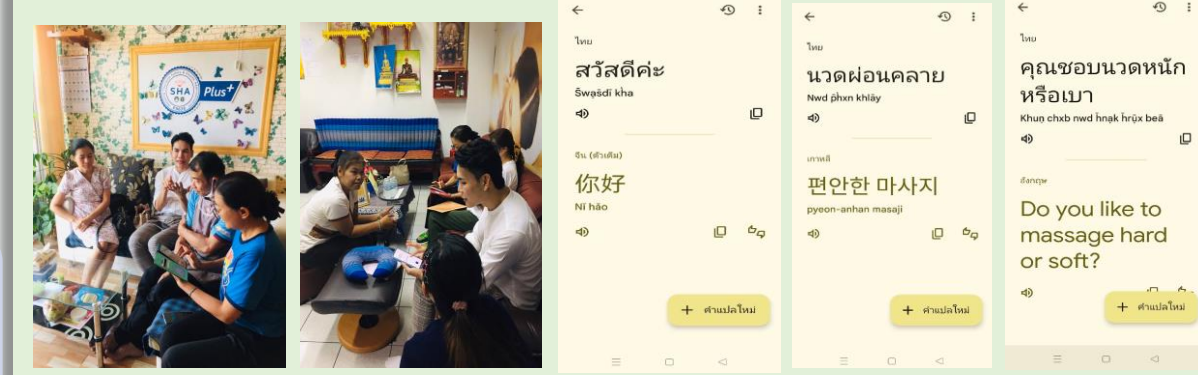 SHA
Plus+
ไทย
สวัสดีค่ะ
S̄wạs̄dī kh̀a
จีน (ตัวเต็ม)
你好
Nǐ hǎo
คำแปลใหม่
ไทย
นวดผ่อนคลาย
Nwd p̄h̀xn khlāy
เกาหลี
편안한 마사지
pyeon-anhan masaji
คำแปลใหม่
ไทย
คุณชอบนวดหนัก
หรือเบา
Khuṇ chxb nwd h̄nạk h̄rụ̄x beā
อังกฤษ
Do you like to
massage hard
or soft?
คำแปลใหม่